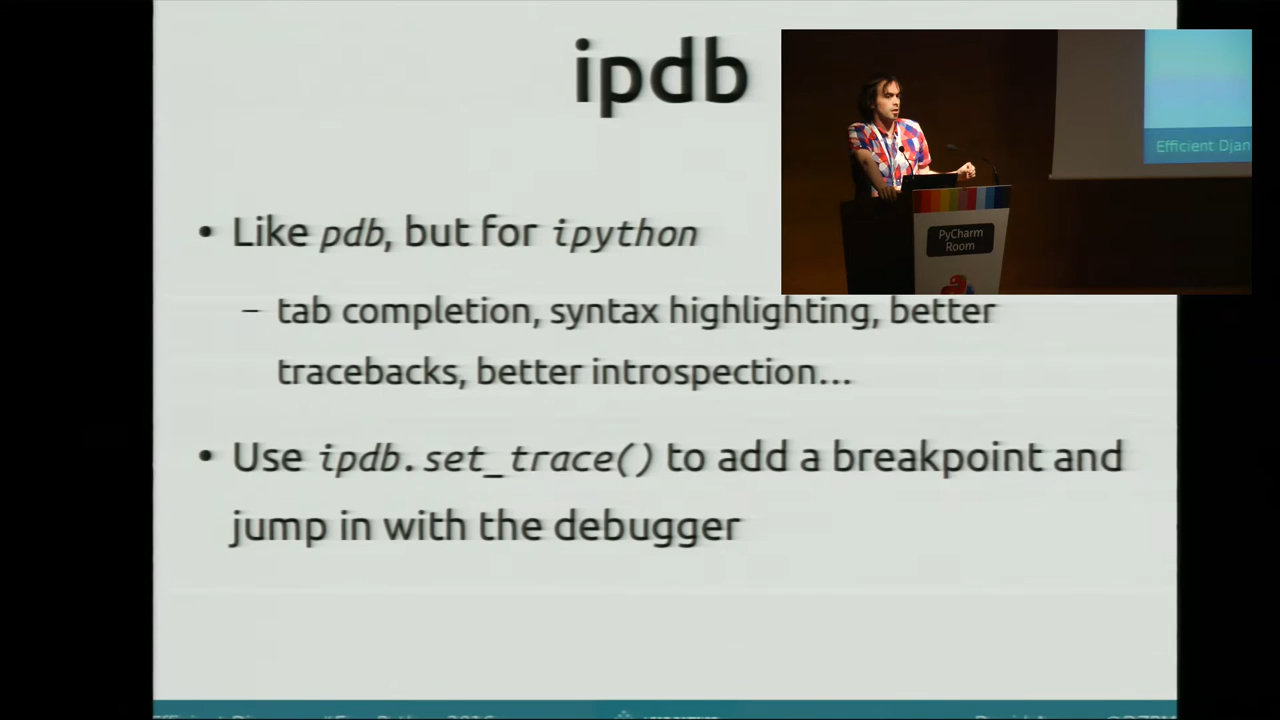 ipdb
Efficient Djan
PyCharm
Room
• Like pdb, but for ipython
– tab completion, syntax highlighting, better
tracebacks, better introspection...
• Use ipdb.set_trace() to add a breakpoint and
jump in with the debugger